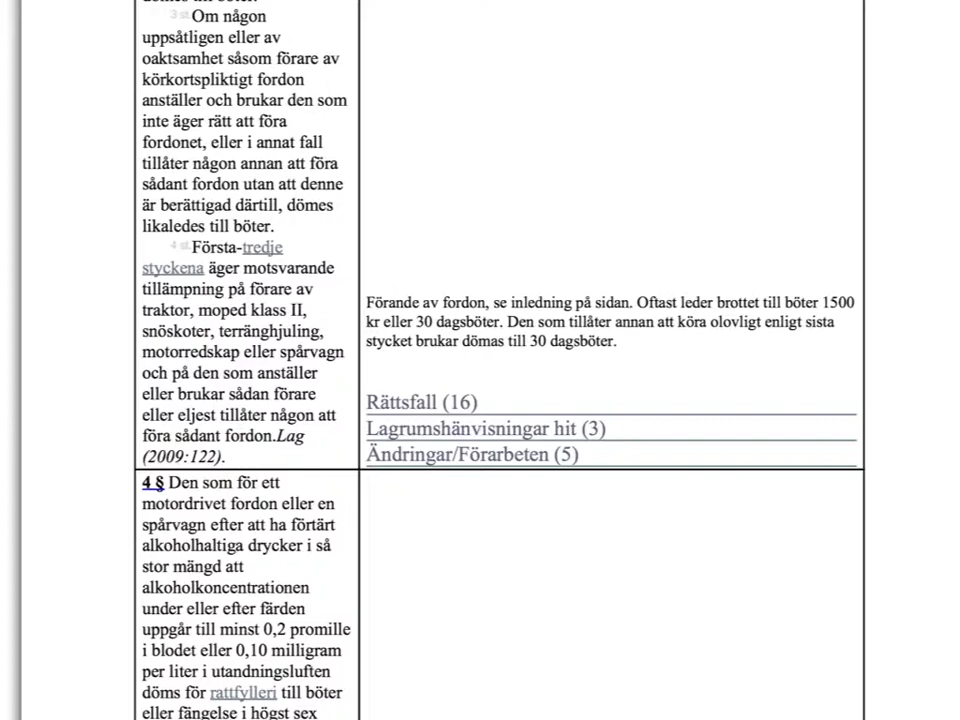 3 st Om någon
uppsåtligen eller av
oaktsamhet såsom förare av
körkortspliktigt fordon
anställer och brukar den som
inte äger rätt att föra
fordonet, eller i annat fall
tillåter någon annan att föra
sådant fordon utan att denne
är berättigad därtill, dömes
likaledes till böter.
4 st Första-tredje
styckena äger motsvarande
tillämpning på förare av
traktor, moped klass II,
snöskoter, terränghjuling,
motorredskap eller spårvagn
och på den som anställer
eller brukar sådan förare
eller eljest tillåter någon att
föra sådant fordon.Lag
(2009:122).
Förande av fordon, se inledning på sidan. Oftast leder brottet till böter 1500
kr eller 30 dagsböter. Den som tillåter annan att köra olovligt enligt sista
stycket brukar dömas till 30 dagsböter.
Rättsfall (16)
Lagrumshänvisningar hit (3)
Ändringar/Förarbeten (5)
4 § Den som för ett
motordrivet fordon eller en
spårvagn efter att ha förtärt
alkoholhaltiga drycker i så
stor mängd att
alkoholkoncentrationen
under eller efter färden
uppgår till minst 0,2 promille
i blodet eller 0,10 milligram
per liter i utandningsluften
döms för rattfylleri till böter
eller fängelse i högst sex